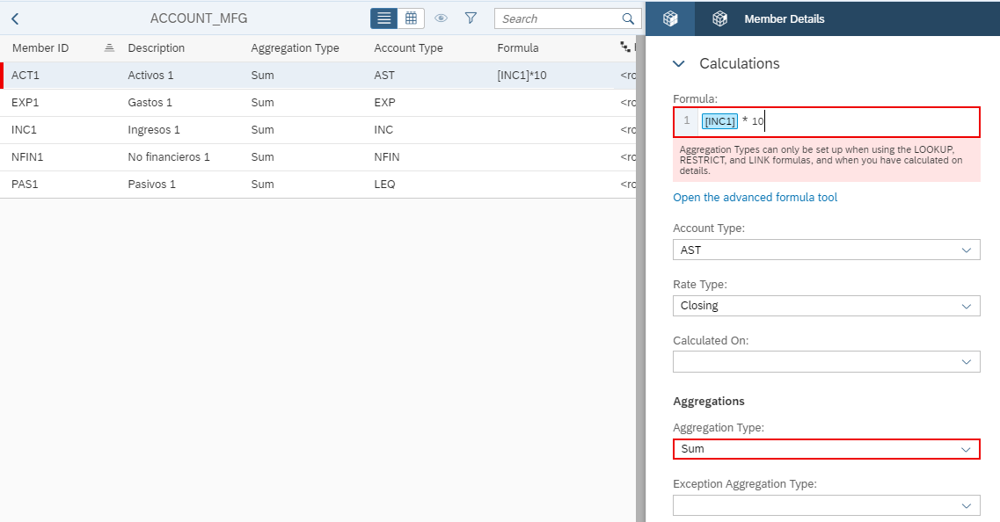 ACCOUNT_MFG
Search
Member ID Description Aggregation Type Account Type Formula
ACT1 Activos 1 Sum AST [INC1]*10 <ro
EXP1 Gastos 1 Sum EXP <ro
INC1 Ingresos 1 Sum INC <ro
NFIN1 No financieros 1 Sum NFIN <ro
PAS1 Pasivos 1 Sum LEQ <ro
Member Details
Calculations
Formula:
1 [INC1] * 10
Aggregation Types can only be set up when using the LOOKUP,
RESTRICT, and LINK formulas, and when you have calculated on
details.
Open the advanced formula tool
Account Type:
AST
Rate Type:
Closing
Calculated On:
Aggregations
Aggregation Type:
Sum
Exception Aggregation Type: